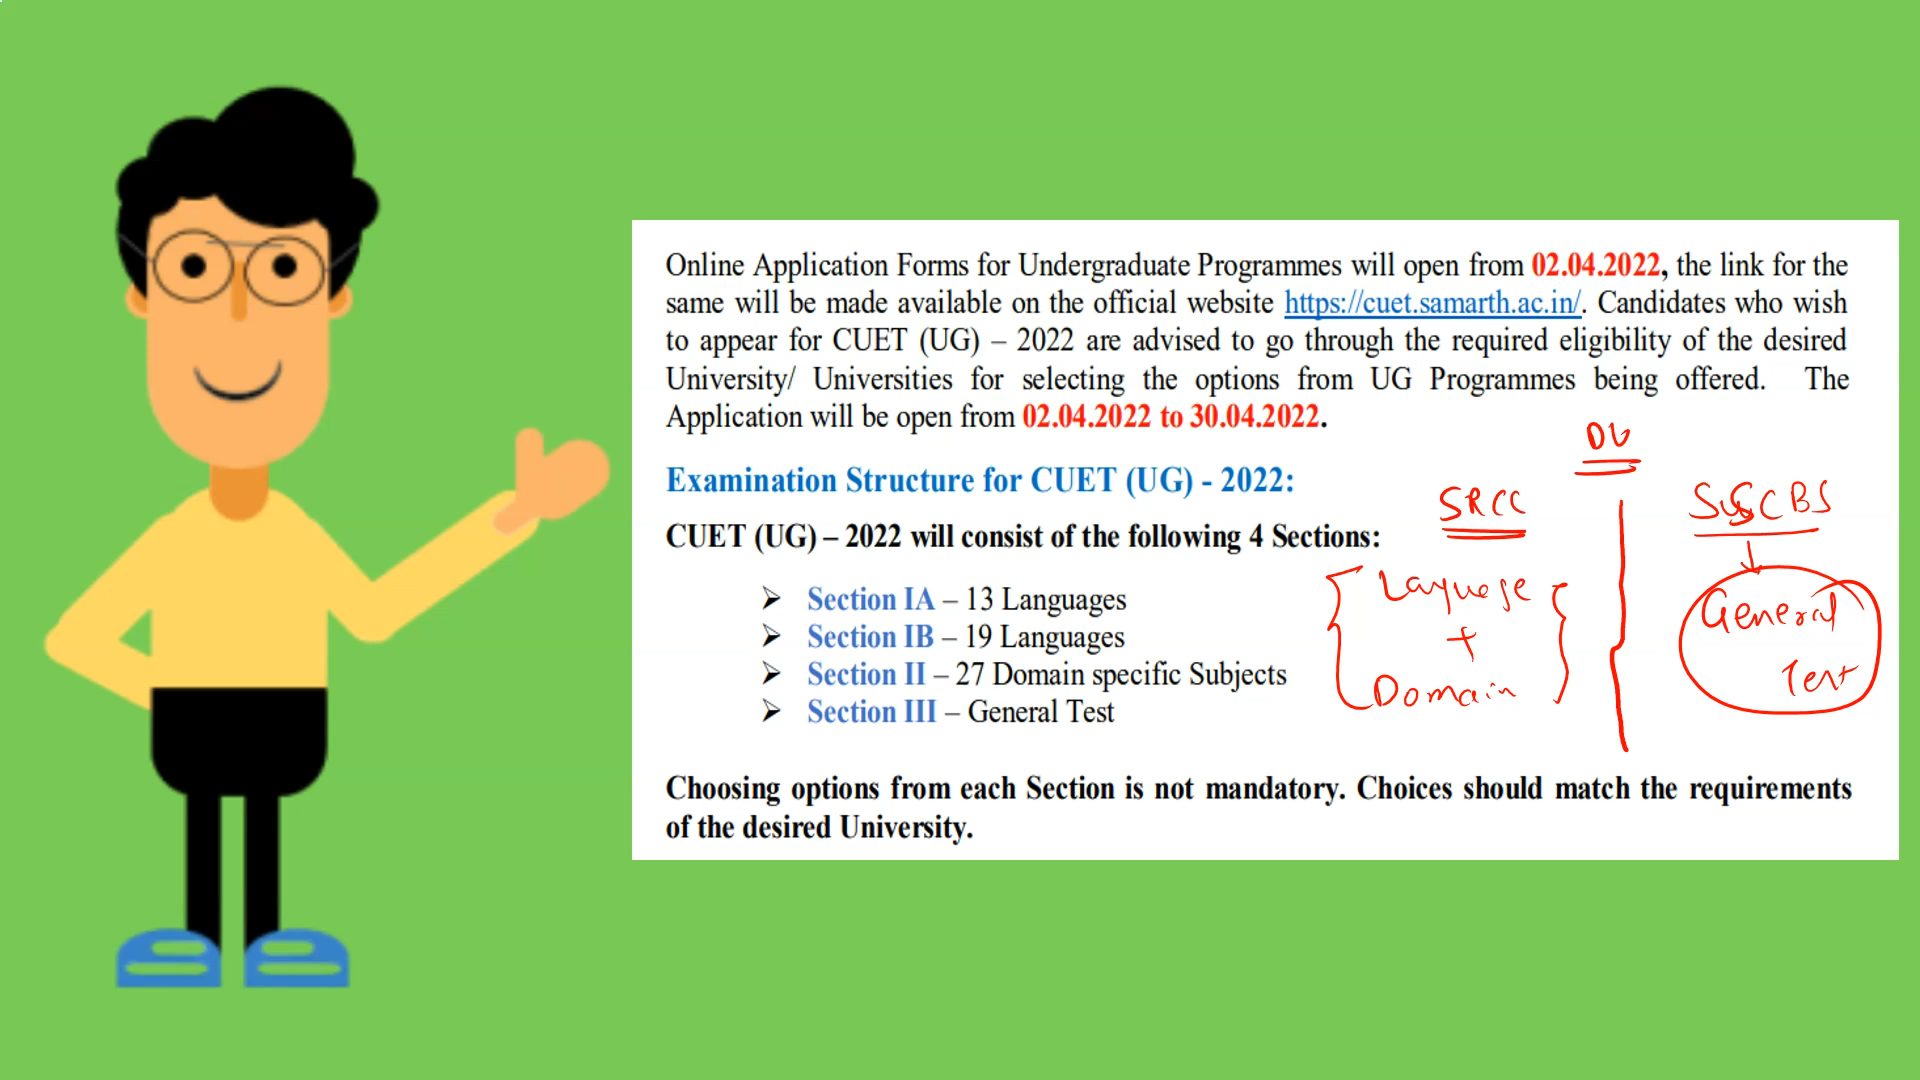 Online Application Forms for Undergraduate Programmes will open from 02.04.2022, the link for the
same will be made available on the official website https://cuet.samarth.ac.in/. Candidates who wish
to appear for CUET (UG) – 2022 are advised to go through the required eligibility of the desired
University/ Universities for selecting the options from UG Programmes being offered. The
Application will be open from 02.04.2022 to 30.04.2022.
Examination Structure for CUET (UG) - 2022:
CUET (UG) – 2022 will consist of the following 4 Sections:
➢ Section IA – 13 Languages
➢ Section IB – 19 Languages
➢ Section II – 27 Domain specific Subjects
➢ Section III – General Test
Choosing options from each Section is not mandatory. Choices should match the requirements
of the desired University.
DU
SRCC
Language
+
Domain
SSCBS
General
Test